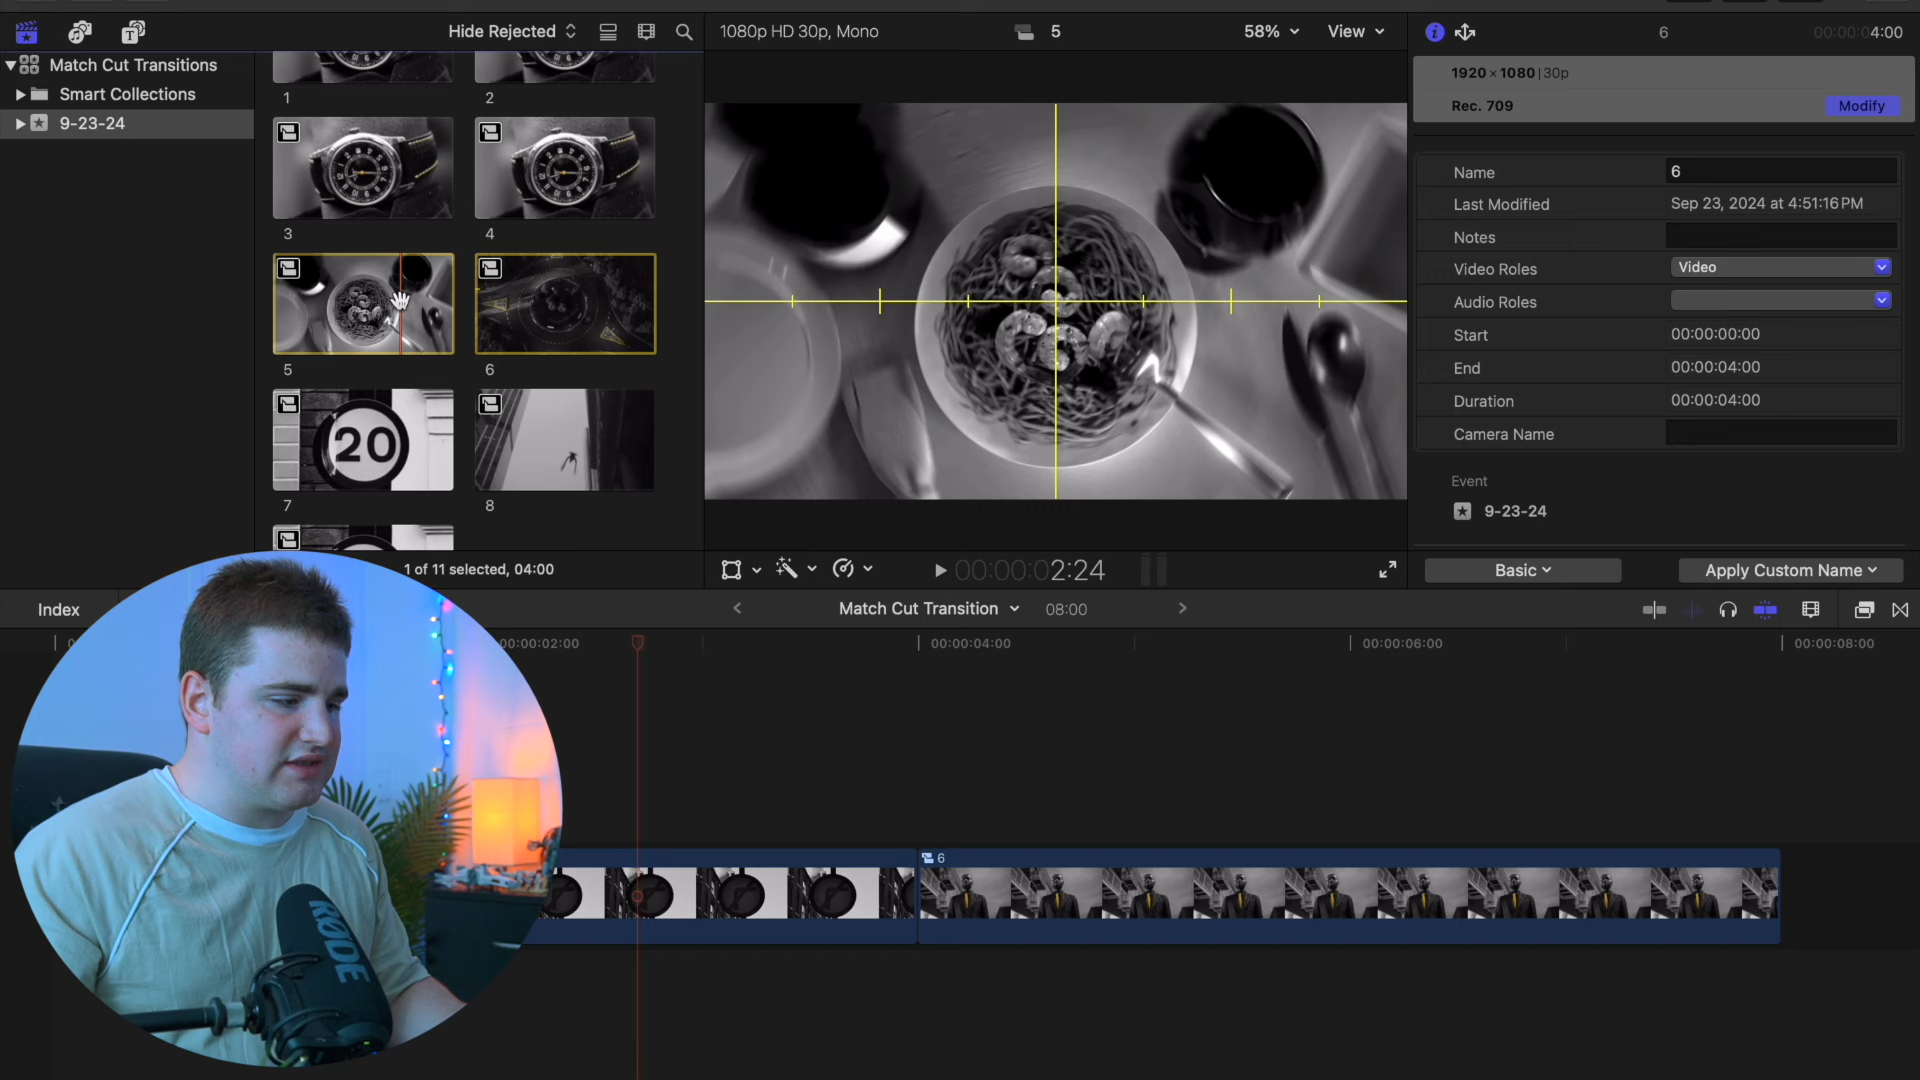 Hide Rejected
1080p HD 30p, Mono
5
58%
View
6
00:00:04:00
Match Cut Transitions
Smart Collections
9-23-24
1
2
3
4
5
6
7
8
20
1 of 11 selected, 04:00
1920 × 1080 | 30p
Rec. 709
Modify
Name
6
Last Modified
Sep 23, 2024 at 4:51:16 PM
Notes
Video Roles
Video
Audio Roles
Start
00:00:00:00
End
00:00:04:00
Duration
00:00:04:00
Camera Name
Event
9-23-24
00:00:02:24
Basic
Apply Custom Name
Index
Match Cut Transition
08:00
00:00:02:00
00:00:04:00
00:00:06:00
00:00:08:00
6
RØDE